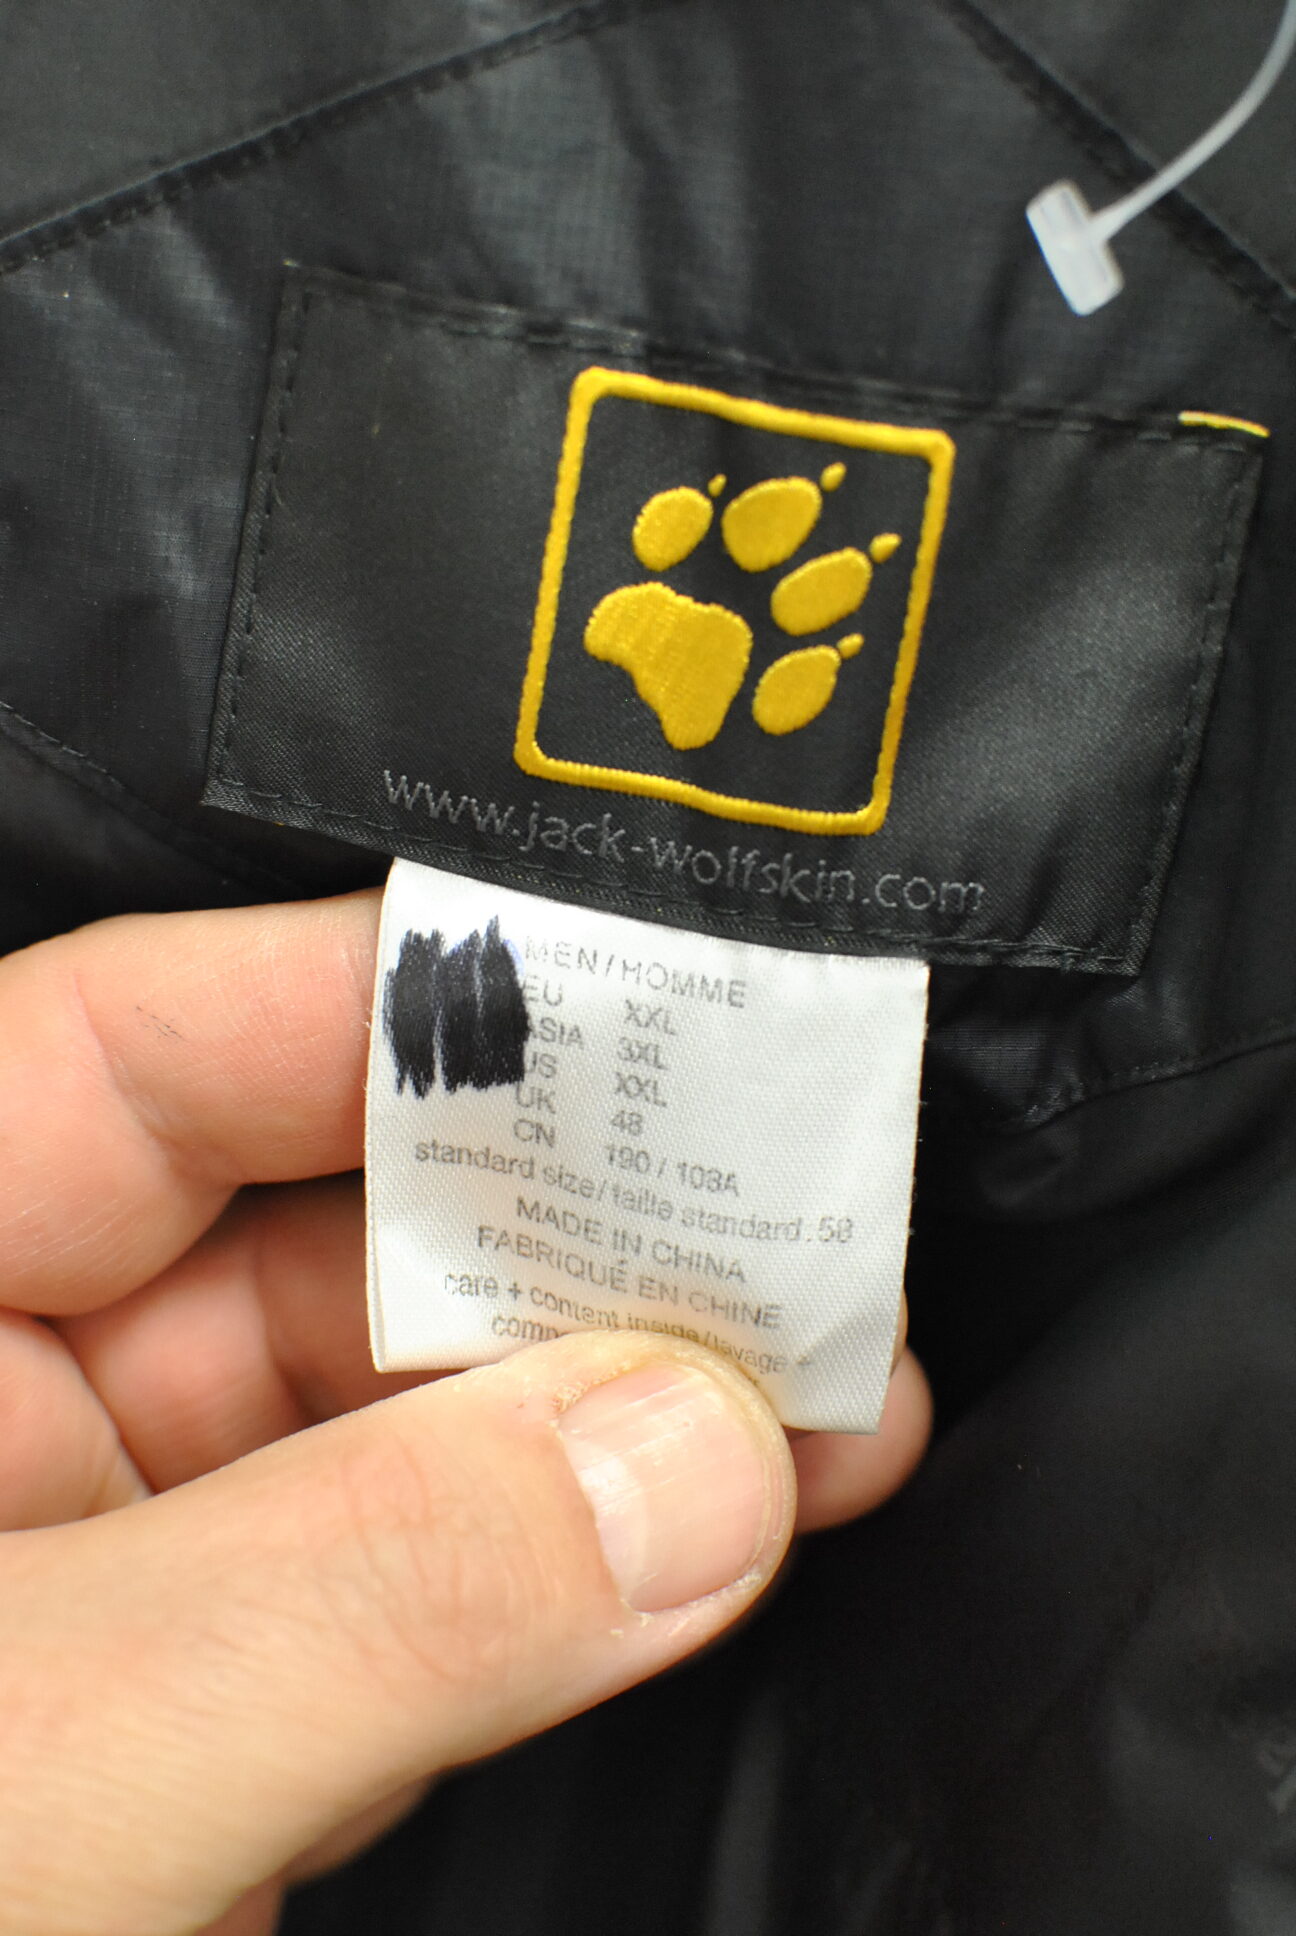 www.jack-wolfskin.com
MEN/HOMME
EU XXL
ASIA 3XL
US XXL
UK 48
CN 190 / 108A
standard size/taille standard. 58
MADE IN CHINA
FABRIQUÉ EN CHINE
care + content inside/lavage +